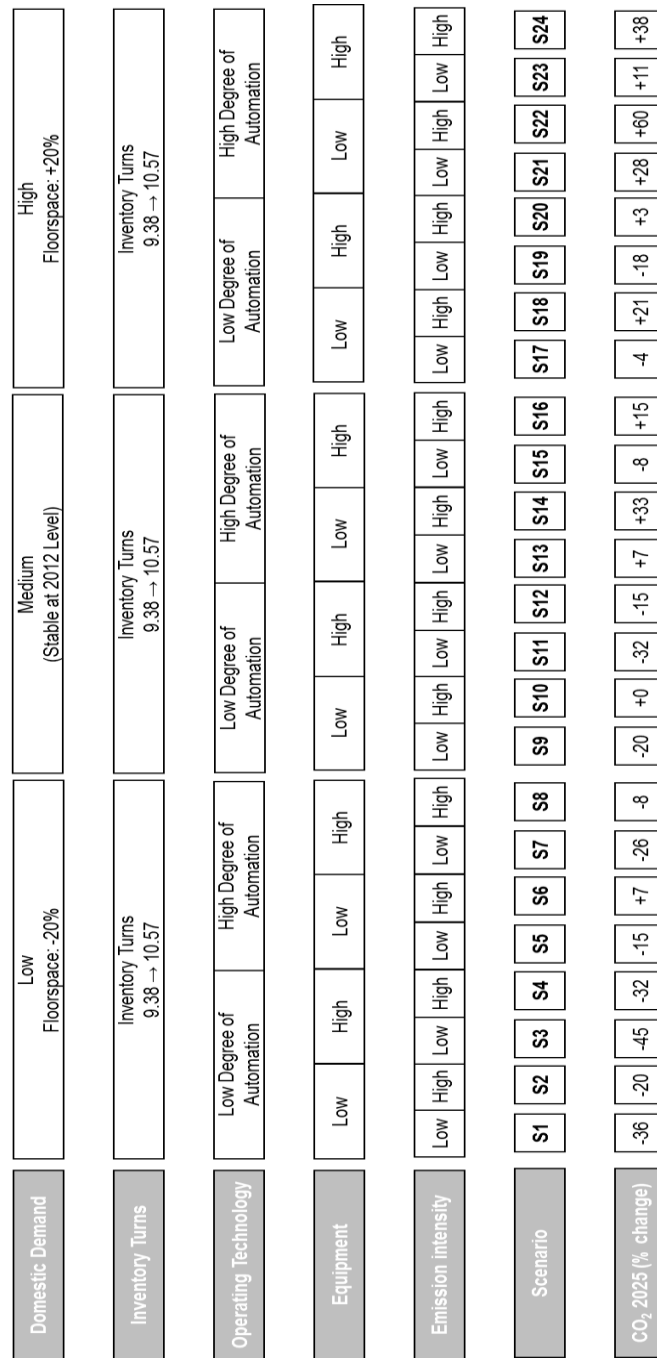 Domestic Demand
Low
Floorspace: -20%
Medium
(Stable at 2012 Level)
High
Floorspace: +20%
Inventory Turns
Inventory Turns
9.38 → 10.57
Inventory Turns
9.38 → 10.57
Inventory Turns
9.38 → 10.57
Operating Technology
Low Degree of
Automation
High Degree of
Automation
Low Degree of
Automation
High Degree of
Automation
Low Degree of
Automation
High Degree of
Automation
Equipment
Low High Low High Low High Low High Low High Low High
Emission intensity
Low High Low High Low High Low High Low High Low High Low High Low High Low High Low High Low High Low High
Scenario
S1 S2 S3 S4 S5 S6 S7 S8 S9 S10 S11 S12 S13 S14 S15 S16 S17 S18 S19 S20 S21 S22 S23 S24
CO₂ 2025 (% change)
-36 -20 -45 -32 -15 +7 -26 -8 -20 +0 -32 -15 +7 +33 -8 +15 -4 +21 -18 +3 +28 +60 +11 +38